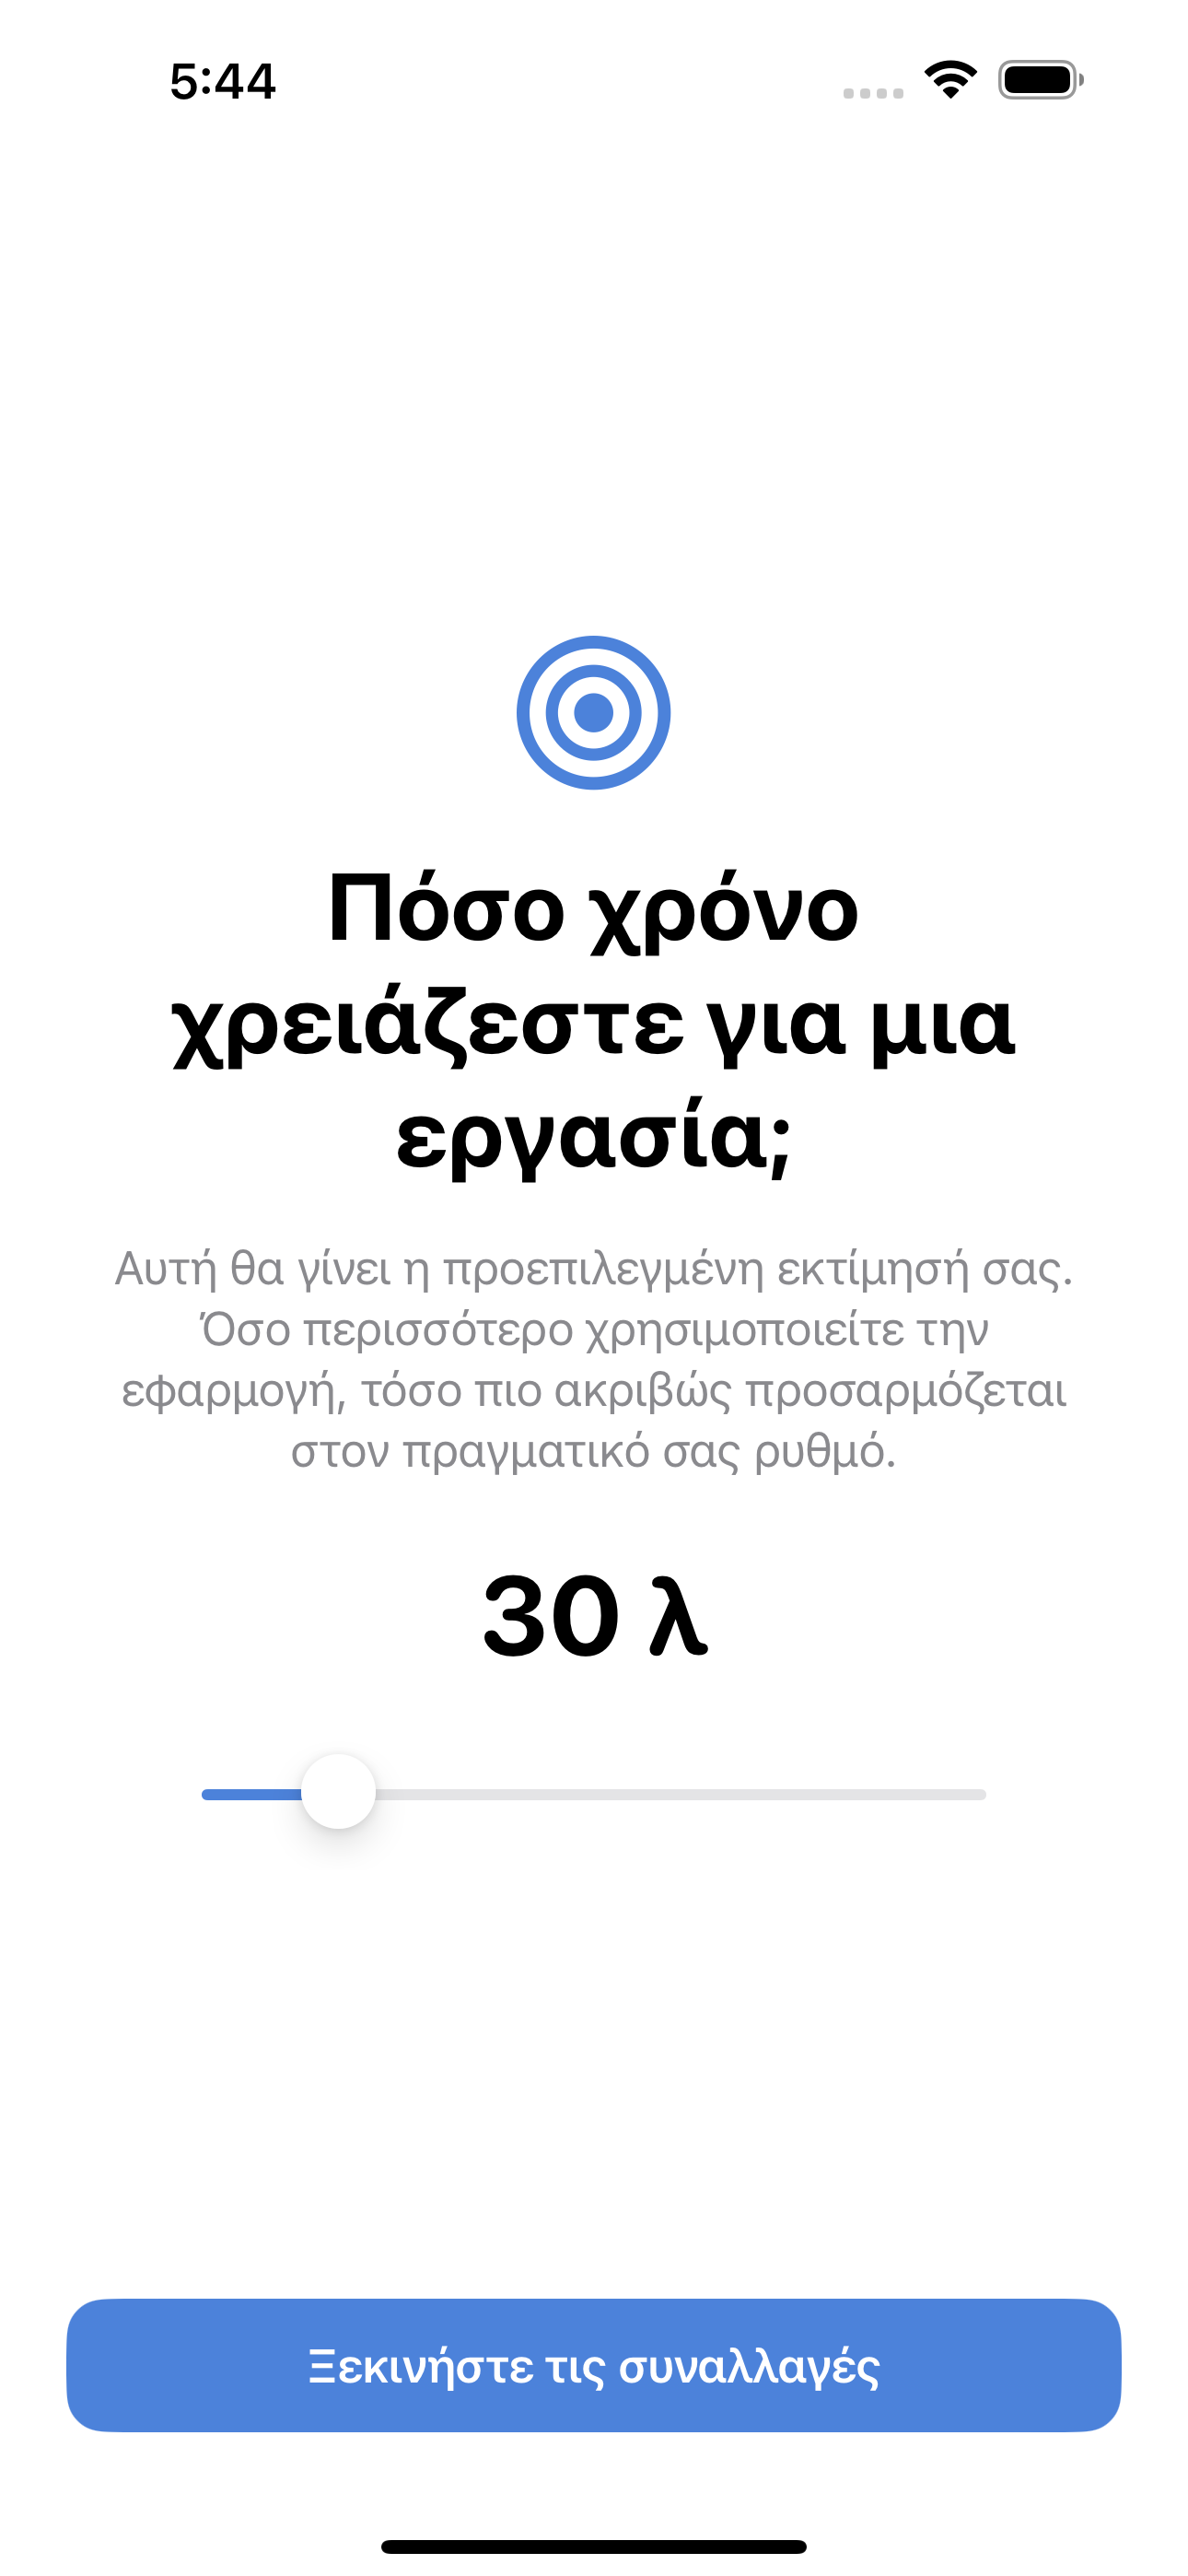 5:44
Πόσο χρόνο
χρειάζεστε για μια
εργασία;
Αυτή θα γίνει η προεπιλεγμένη εκτίμησή σας.
Όσο περισσότερο χρησιμοποιείτε την
εφαρμογή, τόσο πιο ακριβώς προσαρμόζεται
στον πραγματικό σας ρυθμό.
30 λ
Ξεκινήστε τις συναλλαγές